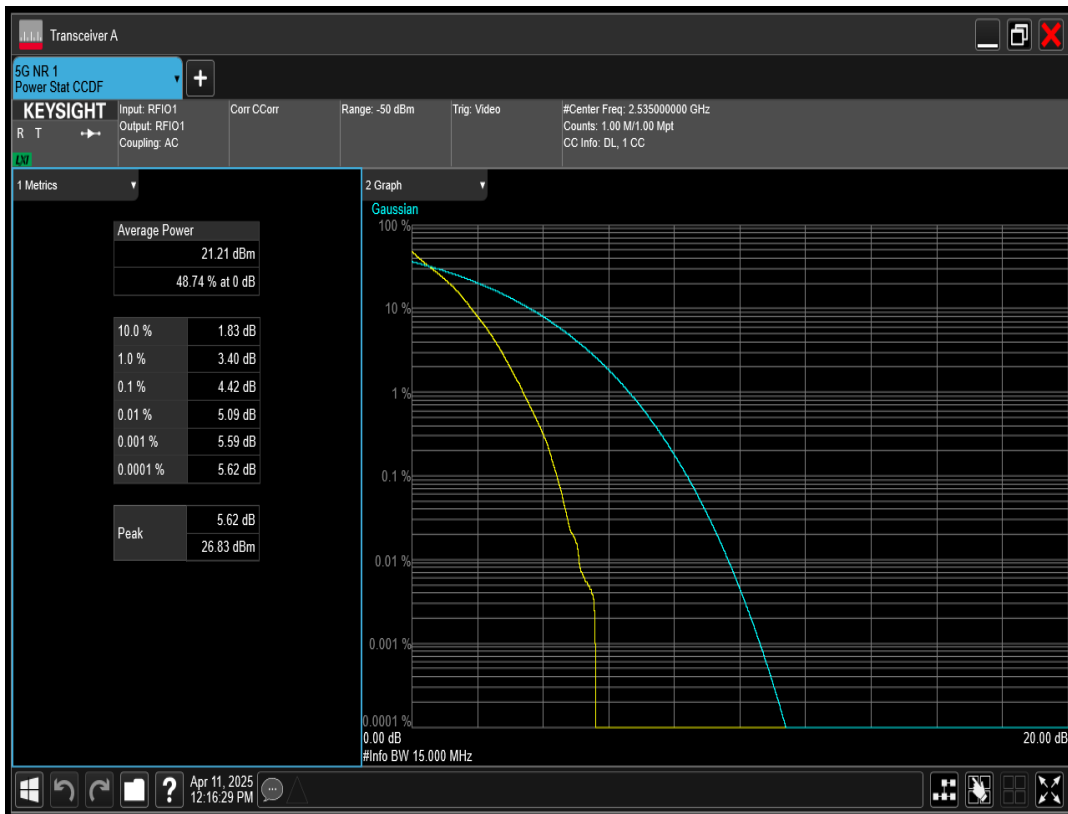 Transceiver A
5G NR 1
Power Stat CCDF
+
KEYSIGHT
R T
LXI
Input: RFIO1
Output: RFIO1
Coupling: AC
Corr CCorr
Range: -50 dBm
Trig: Video
#Center Freq: 2.535000000 GHz
Counts: 1.00 M/1.00 Mpt
CC Info: DL, 1 CC
1 Metrics
Average Power
21.21 dBm
48.74 % at 0 dB
10.0 % 1.83 dB
1.0 % 3.40 dB
0.1 % 4.42 dB
0.01 % 5.09 dB
0.001 % 5.59 dB
0.0001 % 5.62 dB
Peak 5.62 dB
26.83 dBm
2 Graph
Gaussian
100 %
10 %
1 %
0.1 %
0.01 %
0.001 %
0.0001 %
0.00 dB 20.00 dB
#Info BW 15.000 MHz
?
Apr 11, 2025
12:16:29 PM